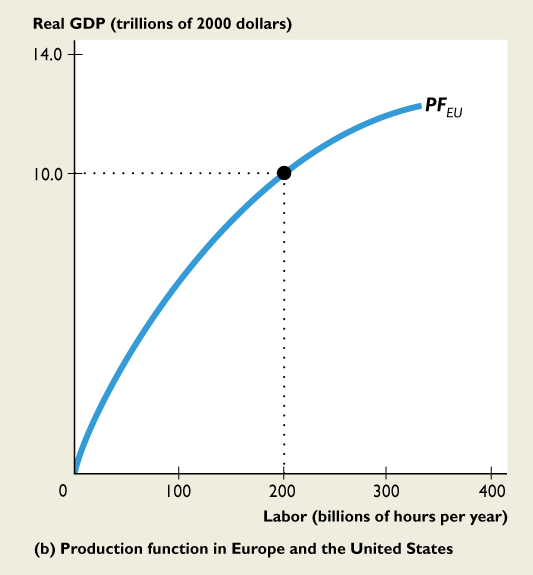 Real GDP (trillions of 2000 dollars)
14.0
PF EU
10.0
0 100 200 300 400
Labor (billions of hours per year)
(b) Production function in Europe and the United States